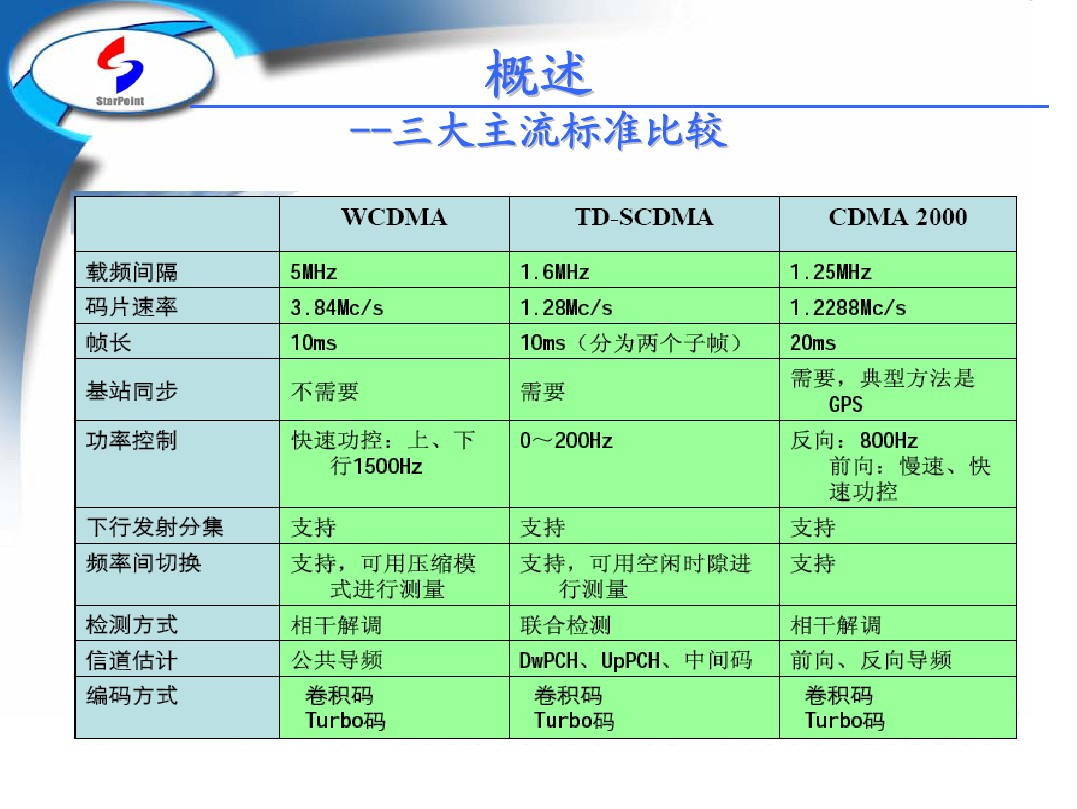 StarPoint
概述
--三大主流标准比较
WCDMA TD-SCDMA CDMA 2000
载频间隔 5MHz 1.6MHz 1.25MHz
码片速率 3.84Mc/s 1.28Mc/s 1.2288Mc/s
帧长 10ms 10ms（分为两个子帧） 20ms
基站同步 不需要 需要 需要，典型方法是
GPS
功率控制 快速功控：上、下 0～200Hz 反向：800Hz
行1500Hz 前向：慢速、快
速功控
下行发射分集 支持 支持 支持
频率间切换 支持，可用压缩模 支持，可用空闲时隙进 支持
式进行测量 行测量
检测方式 相干解调 联合检测 相干解调
信道估计 公共导频 DwPCH、UpPCH、中间码 前向、反向导频
编码方式 卷积码 卷积码 卷积码
Turbo码 Turbo码 Turbo码